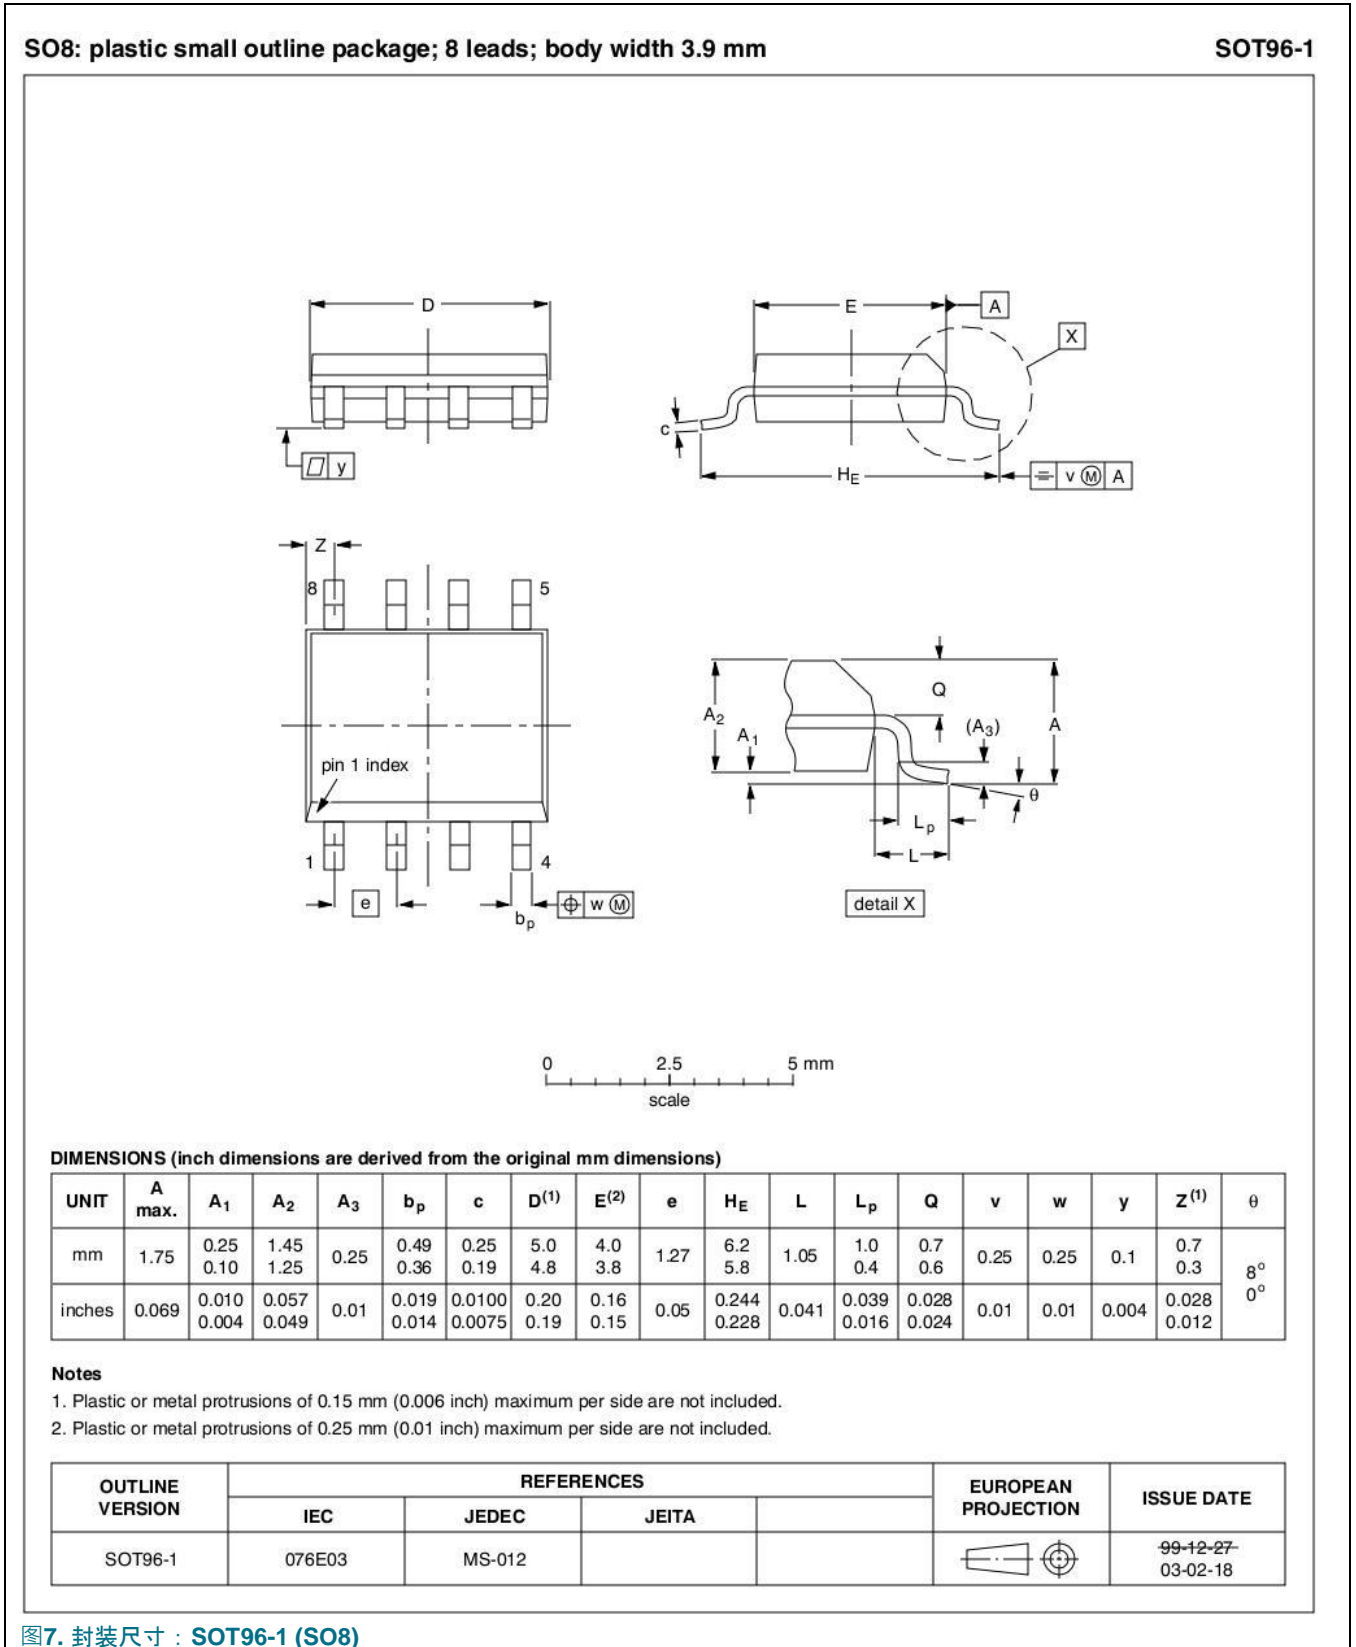 SO8: plastic small outline package; 8 leads; body width 3.9 mm SOT96-1
D
y
E
A
X
c
HE
v M A
Z
8
5
pin 1 index
1
4
e
bp
w M
A2
A1
Q
(A3)
A
θ
Lp
L
detail X
0 2.5 5 mm
scale
DIMENSIONS (inch dimensions are derived from the original mm dimensions)
UNIT A max. A1 A2 A3 bp c D(1) E(2) e HE L Lp Q v w y Z(1) θ
mm 1.75 0.25 0.10 1.45 1.25 0.25 0.49 0.36 0.25 0.19 5.0 4.8 4.0 3.8 1.27 6.2 5.8 1.05 1.0 0.4 0.7 0.6 0.25 0.25 0.1 0.7 0.3 8° 0°
inches 0.069 0.010 0.004 0.057 0.049 0.01 0.019 0.014 0.0100 0.0075 0.20 0.19 0.16 0.15 0.05 0.244 0.228 0.041 0.039 0.016 0.028 0.024 0.01 0.01 0.004 0.028 0.012
Notes
1. Plastic or metal protrusions of 0.15 mm (0.006 inch) maximum per side are not included.
2. Plastic or metal protrusions of 0.25 mm (0.01 inch) maximum per side are not included.
OUTLINE VERSION REFERENCES EUROPEAN PROJECTION ISSUE DATE
IEC JEDEC JEITA
SOT96-1 076E03 MS-012 99-12-27 03-02-18
图7. 封装尺寸：SOT96-1 (SO8)